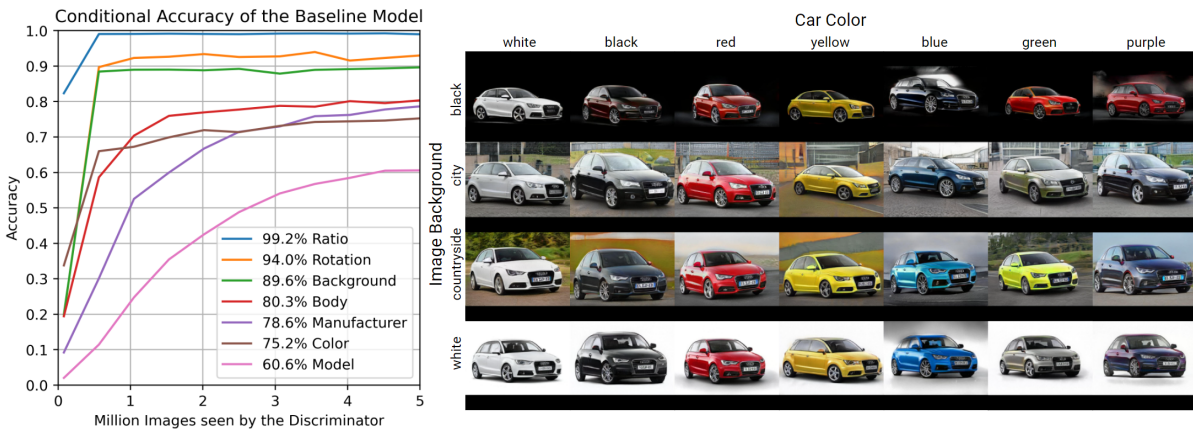 Conditional Accuracy of the Baseline Model
1.0
0.9
0.8
0.7
0.6
0.5
0.4
0.3
0.2
0.1
0.0
Accuracy
99.2% Ratio
94.0% Rotation
89.6% Background
80.3% Body
78.6% Manufacturer
75.2% Color
60.6% Model
0 1 2 3 4 5
Million Images seen by the Discriminator
Car Color
white black red yellow blue green purple
Image Background
black
city
countryside
white